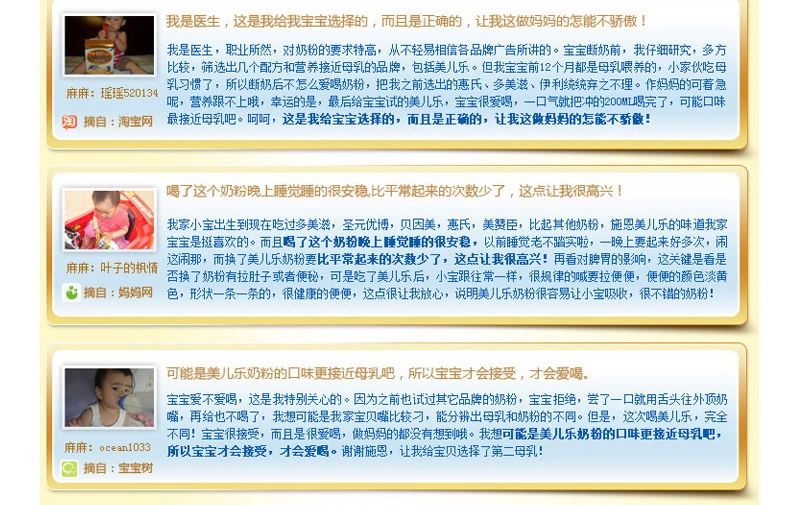 我是医生，这是我给我宝宝选择的，而且是正确的，让我这做妈妈的怎能不骄傲！
我是医生，职业所然，对奶粉的要求特高，从不轻易相信各品牌广告所讲的。宝宝断奶前，我仔细研究，多方
比较，筛选出几个配方和营养接近母乳的品牌，包括美儿乐。但我宝宝前12个月都是母乳喂养的，小家伙吃母
乳习惯了，所以断奶后不怎么爱喝奶粉，把我之前选出的惠氏、多美滋、伊利统统弃之不理。作妈妈的可着急
呢，营养跟不上哦，幸运的是，最后给宝宝试的美儿乐，宝宝很爱喝，一口气就把冲的200ML喝完了，可能口味
最接近母乳吧。呵呵，这是我给宝宝选择的，而且是正确的，让我这做妈妈的怎能不骄傲！
麻麻：瑶瑶520134
淘 摘自：淘宝网
喝了这个奶粉晚上睡觉睡的很安稳,比平常起来的次数少了，这点让我很高兴！
我家小宝出生到现在吃过多美滋，圣元优博，贝因美，惠氏，美赞臣，比起其他奶粉，施恩美儿乐的味道我家
宝宝是挺喜欢的。而且喝了这个奶粉晚上睡觉睡的很安稳，以前睡觉老不踏实啦，一晚上要起来好多次，闹
这闹那，而换了美儿乐奶粉要比平常起来的次数少了，这点让我很高兴！再看对脾胃的影响，这关键是看是
否换了奶粉有拉肚子或者便秘，可是吃了美儿乐后，小宝跟往常一样，很规律的喊要拉便便，便便的颜色淡黄
色，形状一条一条的，很健康的便便，这点很让我放心，说明美儿乐奶粉很容易让小宝吸收，很不错的奶粉！
麻麻：叶子的枫情
摘自：妈妈网
可能是美儿乐奶粉的口味更接近母乳吧，所以宝宝才会接受，才会爱喝。
宝宝爱不爱喝，这是我特别关心的。因为之前也试过其它品牌的奶粉，宝宝拒绝，尝了一口就用舌头往外顶奶
嘴，再给也不喝了，我想可能是我家宝贝嘴比较刁，能分辨出母乳和奶粉的不同。但是，这次喝美儿乐，完全
不同！宝宝很接受，而且是很爱喝，做妈妈的都没有想到哦。我想可能是美儿乐奶粉的口味更接近母乳吧，
所以宝宝才会接受，才会爱喝。谢谢施恩，让我给宝贝选择了第二母乳！
麻麻：ocean1033
摘自：宝宝树